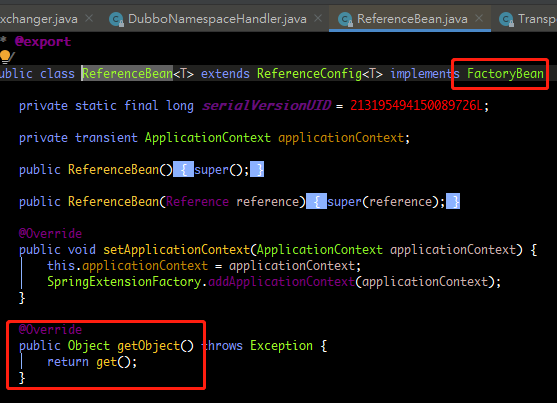 xchanger.java DubboNamespaceHandler.java ReferenceBean.java Transp
* @export
ublic class ReferenceBean<T> extends ReferenceConfig<T> implements FactoryBean
private static final long serialVersionUID = 213195494150089726L;
private transient ApplicationContext applicationContext;
public ReferenceBean() { super(); }
public ReferenceBean(Reference reference) { super(reference); }
@Override
public void setApplicationContext(ApplicationContext applicationContext) {
this.applicationContext = applicationContext;
SpringExtensionFactory.addApplicationContext(applicationContext);
}
@Override
public Object getObject() throws Exception {
return get();
}